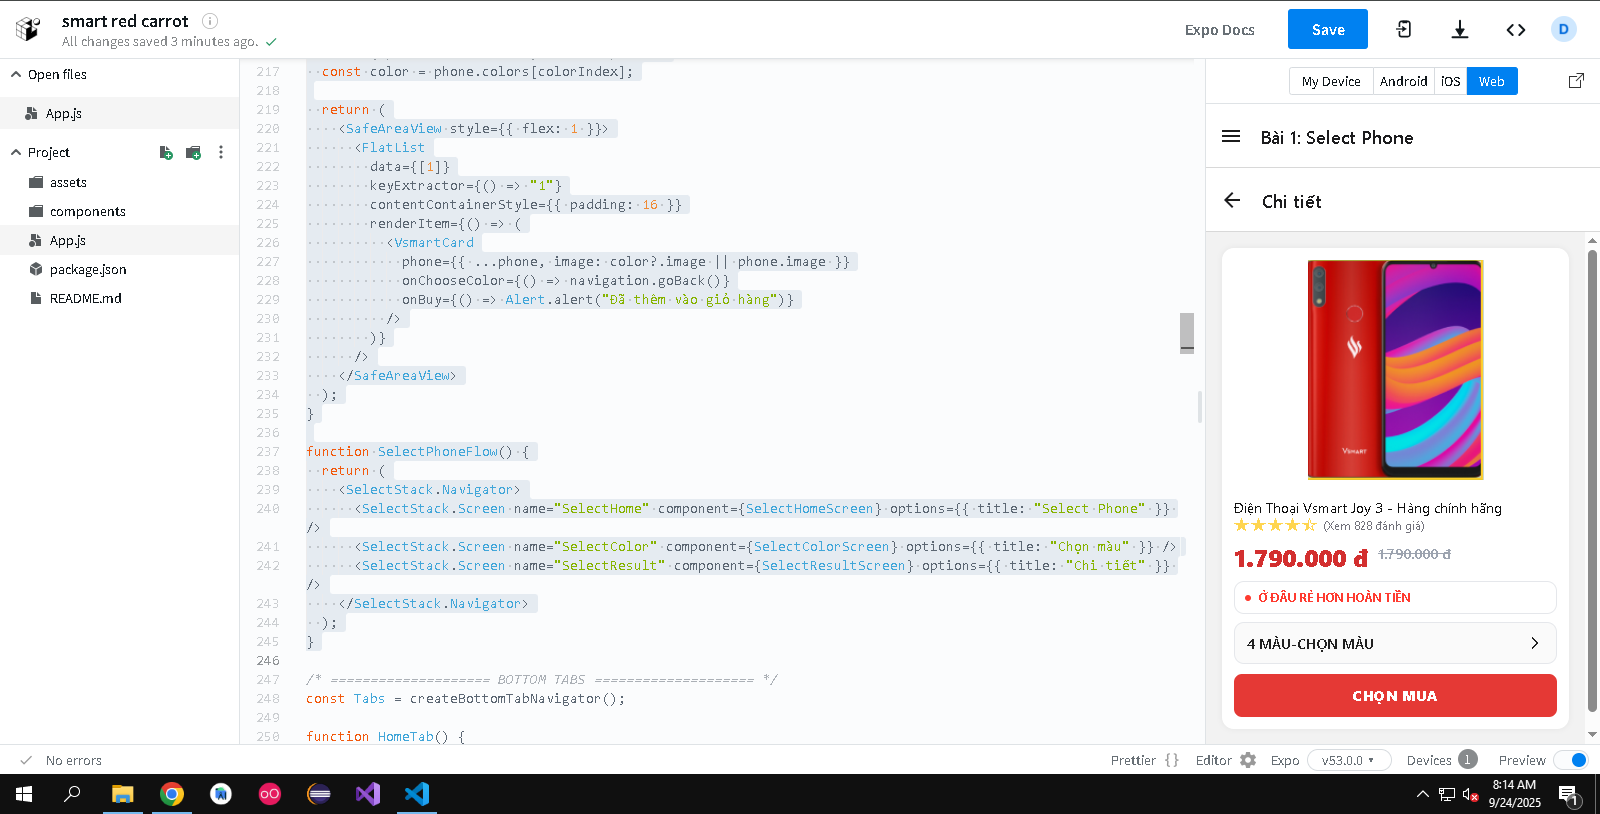 smart red carrot
All changes saved 3 minutes ago.
Expo Docs
Save
D
Open files
App.js
Project
assets
components
App.js
package.json
README.md
217 const color = phone.colors[colorIndex];
218
219 return (
220 <SafeAreaView style={{ flex: 1 }}>
221 <FlatList
222 data={[1]}
223 keyExtractor={() => "1"}
224 contentContainerStyle={{ padding: 16 }}
225 renderItem={() => (
226 <VsmartCard
227 phone={{ ...phone, image: color?.image || phone.image }}
228 onChooseColor={() => navigation.goBack()}
229 onBuy={() => Alert.alert("Đã thêm vào giỏ hàng")}
230 />
231 )}
232 />
233 </SafeAreaView>
234 );
235 }
236
237 function SelectPhoneFlow() {
238 return (
239 <SelectStack.Navigator>
240 <SelectStack.Screen name="SelectHome" component={SelectHomeScreen} options={{ title: "Select Phone" }}
/>
241 <SelectStack.Screen name="SelectColor" component={SelectColorScreen} options={{ title: "Chọn màu" }} />
242 <SelectStack.Screen name="SelectResult" component={SelectResultScreen} options={{ title: "Chi tiết" }}
/>
243 </SelectStack.Navigator>
244 );
245 }
246
247 /* ==================== BOTTOM TABS ==================== */
248 const Tabs = createBottomTabNavigator();
249
250 function HomeTab() {
My Device Android iOS Web
Bài 1: Select Phone
Chi tiết
VSMART
Điện Thoại Vsmart Joy 3 - Hàng chính hãng
(Xem 828 đánh giá)
1.790.000 đ 1.790.000 đ
Ở ĐÂU RẺ HƠN HOÀN TIỀN
4 MÀU-CHỌN MÀU
CHỌN MUA
No errors
Prettier {} Editor Expo v53.0.0 Devices 1 Preview
8:14 AM
9/24/2025
1